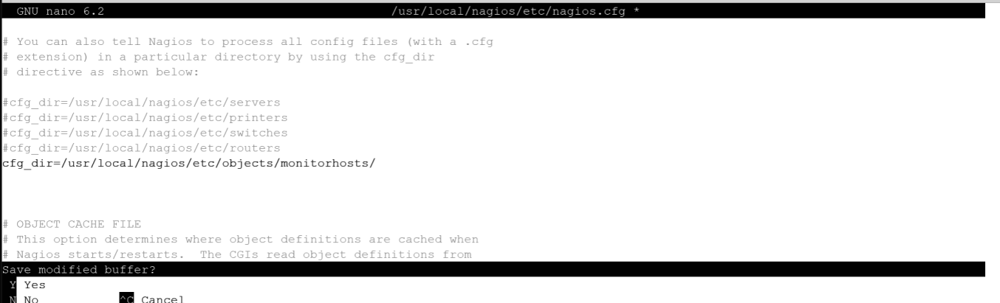 GNU nano 6.2 /usr/local/nagios/etc/nagios.cfg *
# You can also tell Nagios to process all config files (with a .cfg
# extension) in a particular directory by using the cfg_dir
# directive as shown below:
#cfg_dir=/usr/local/nagios/etc/servers
#cfg_dir=/usr/local/nagios/etc/printers
#cfg_dir=/usr/local/nagios/etc/switches
#cfg_dir=/usr/local/nagios/etc/routers
cfg_dir=/usr/local/nagios/etc/objects/monitorhosts/
# OBJECT CACHE FILE
# This option determines where object definitions are cached when
# Nagios starts/restarts.  The CGIs read object definitions from
Save modified buffer?
Y Yes
N No ^C Cancel